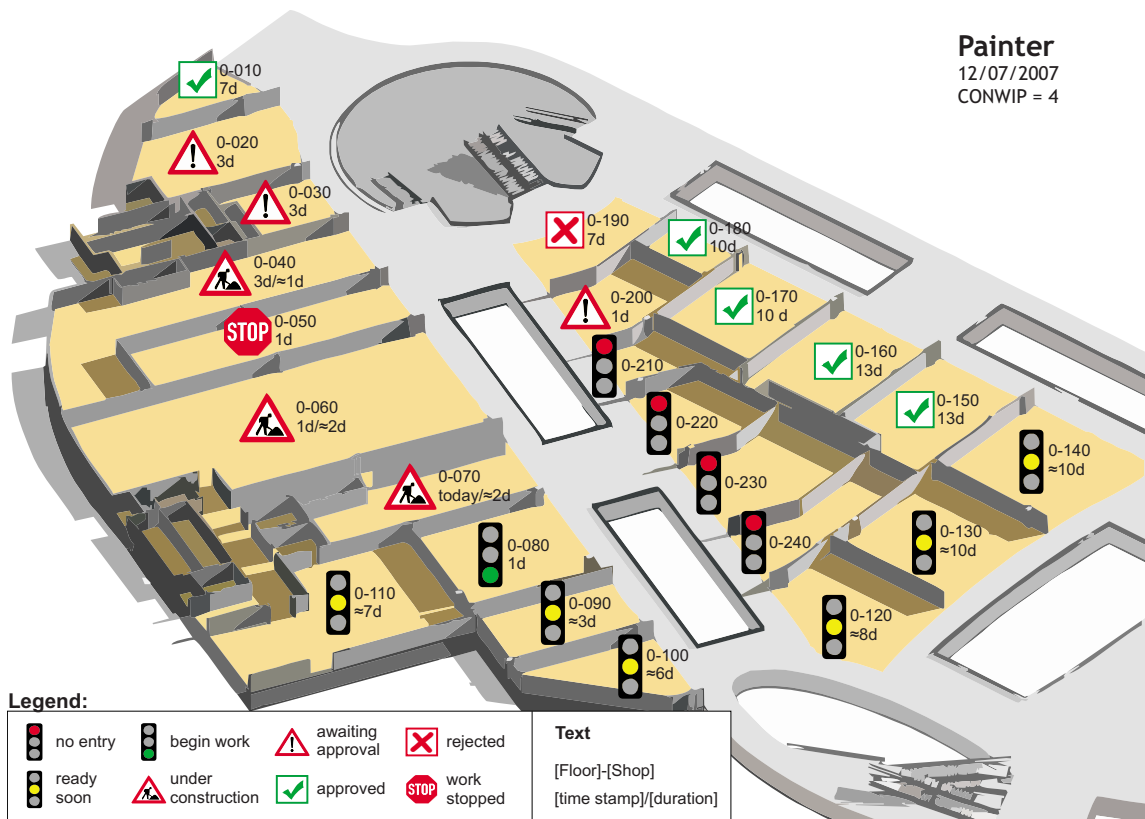 Painter
12/07/2007
CONWIP = 4
0-010
7d
0-020
3d
0-030
3d
0-040
3d/≈1d
STOP
0-050
1d
0-060
1d/≈2d
0-070
today/≈2d
0-080
1d
0-090
≈3d
0-100
≈6d
0-110
≈7d
0-190
7d
0-180
10d
0-200
1d
0-170
10 d
0-210
0-160
13d
0-220
0-150
13d
0-230
0-140
≈10d
0-240
0-130
≈10d
0-120
≈8d
Legend:
no entry
begin work
awaiting
approval
rejected
ready
soon
under
construction
approved
STOP
work
stopped
Text
[Floor]-[Shop]
[time stamp]/[duration]